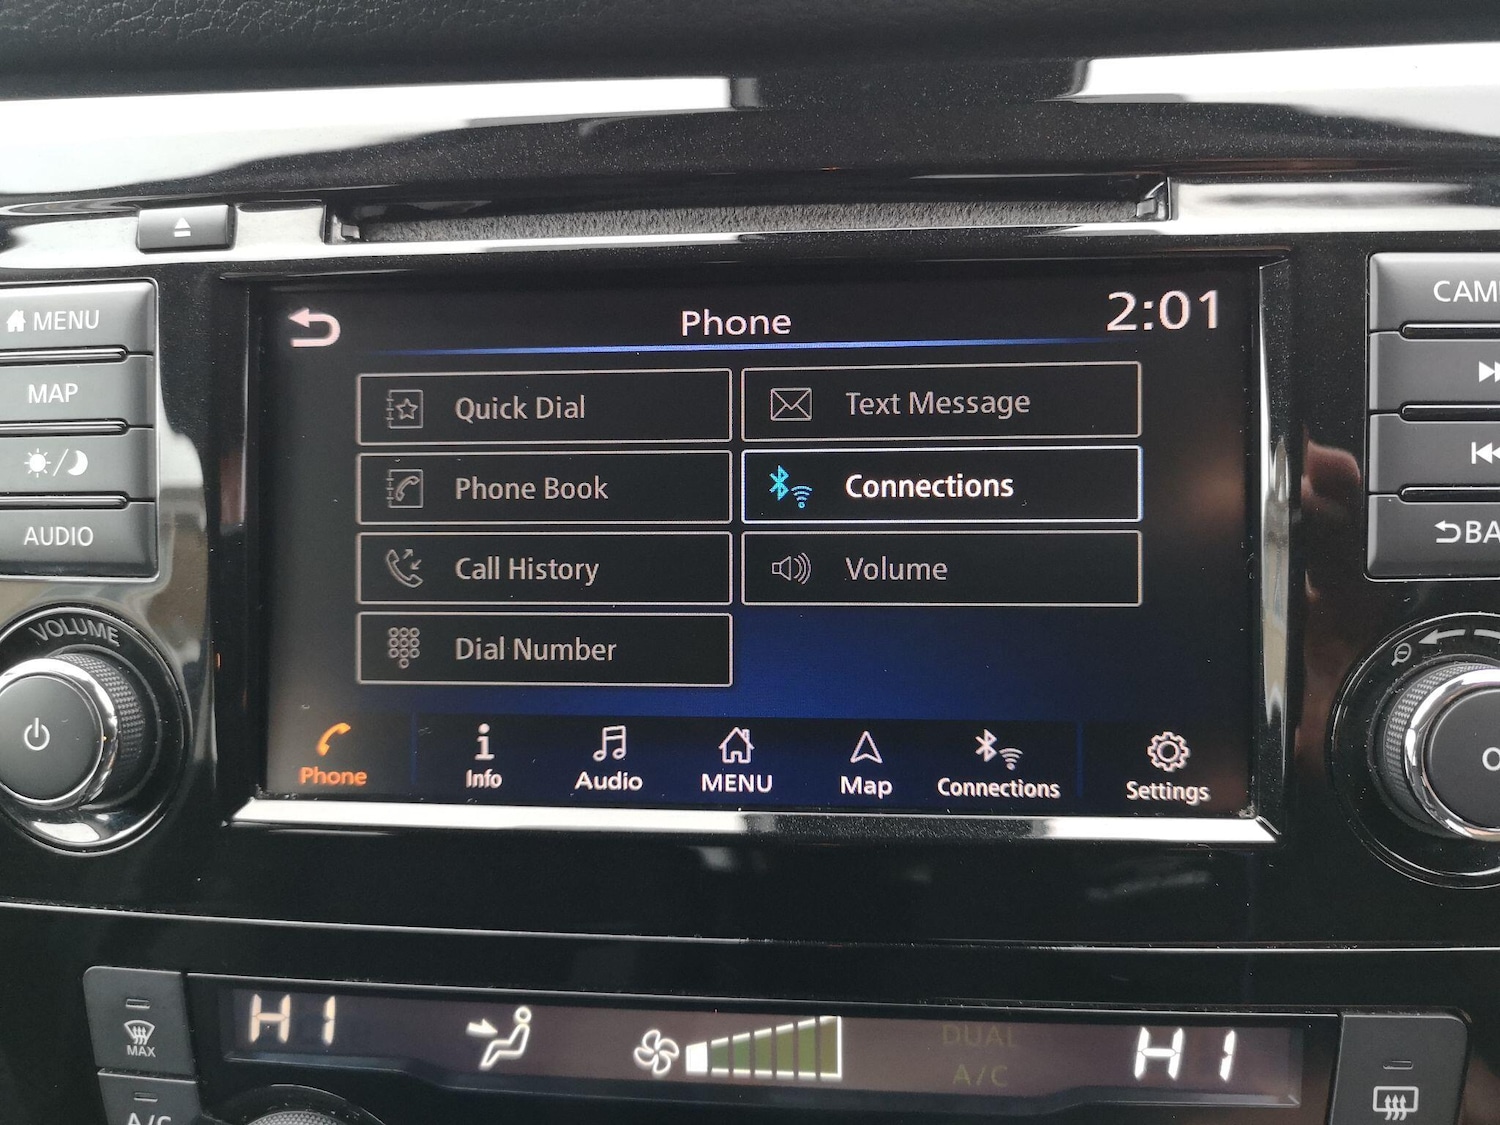 MENU
MAP
AUDIO
VOLUME
Phone
2:01
Quick Dial
Text Message
Phone Book
Connections
Call History
Volume
Dial Number
Phone
Info
Audio
MENU
Map
Connections
Settings
CAM
BA
MAX
A/C
HI
DUAL
A/C
HI